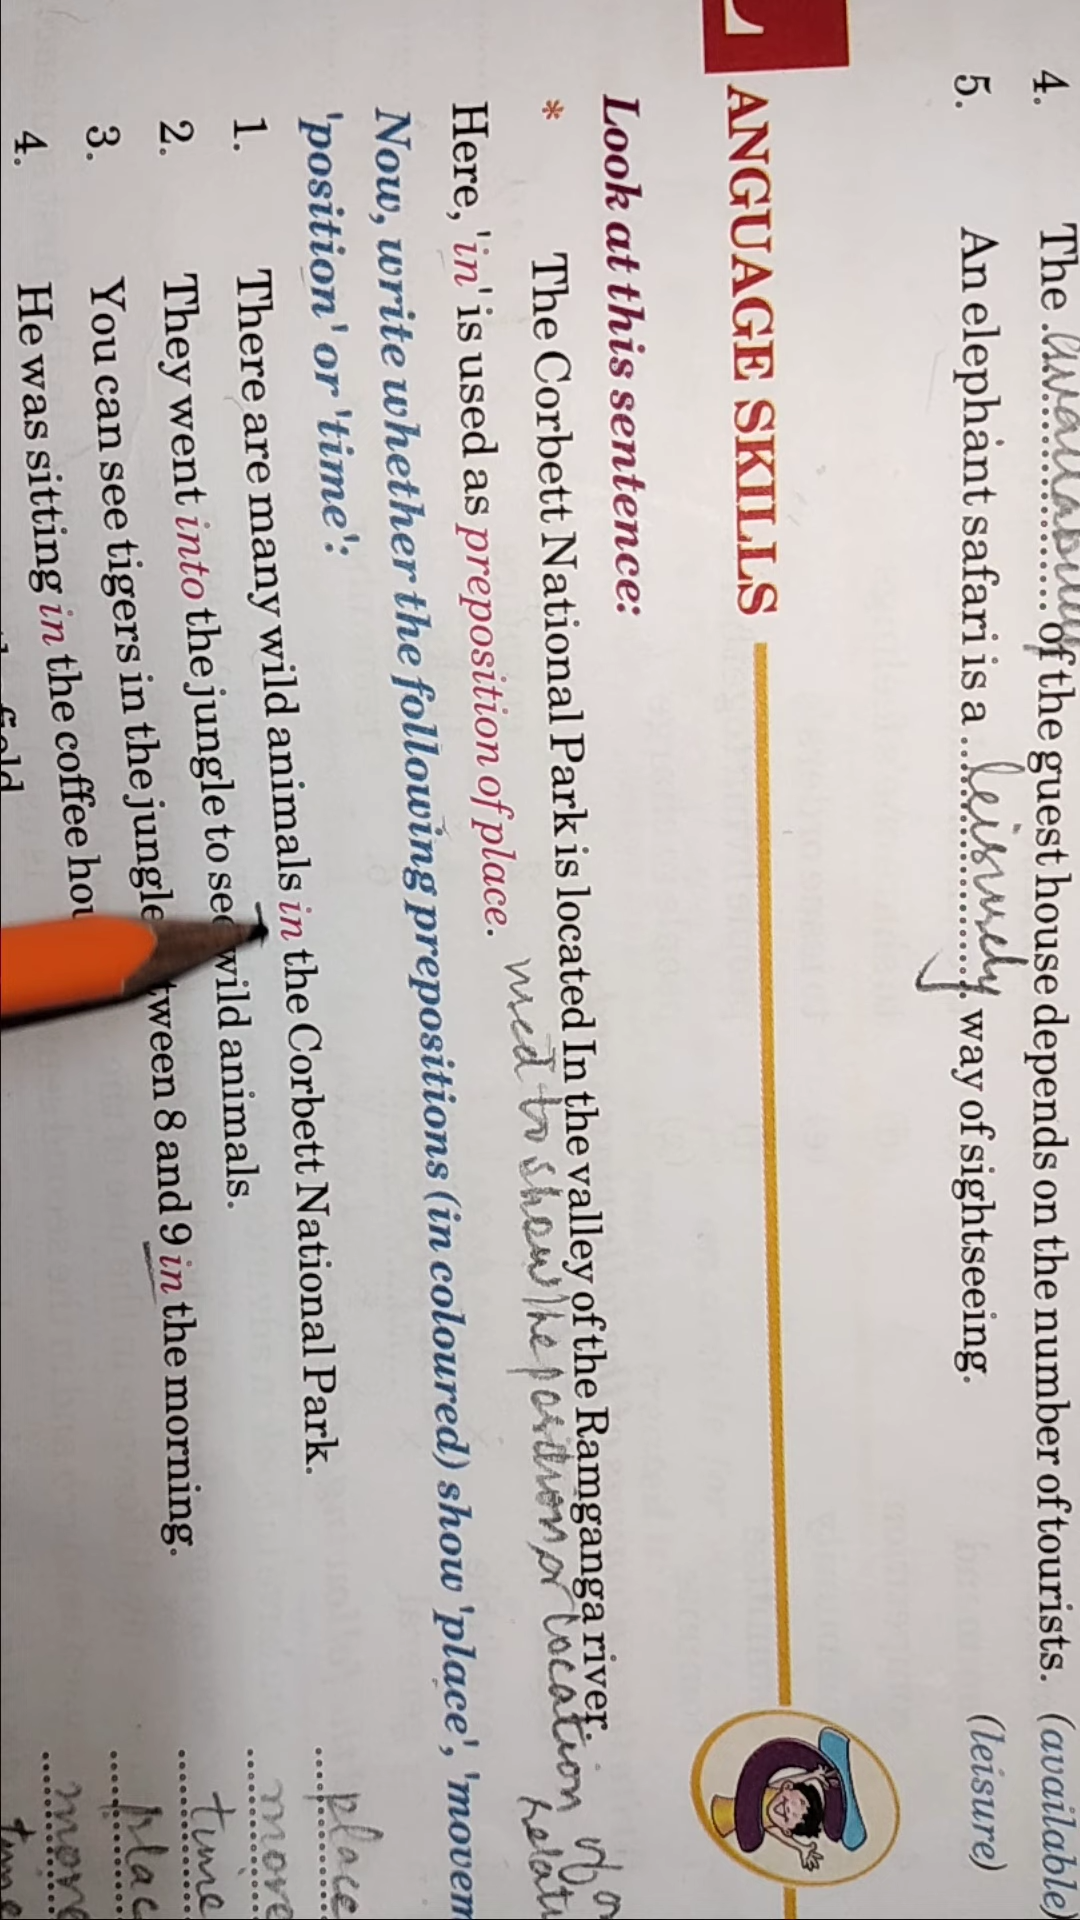 4. The availability of the guest house depends on the number of tourists. (available)
5. An elephant safari is a leisurely way of sightseeing. (leisure)
L ANGUAGE SKILLS
Look at this sentence:
* The Corbett National Park is located In the valley of the Ramganga river.
Here, 'in' is used as preposition of place. used to show the position or location of a
Now, write whether the following prepositions (in coloured) show 'place', 'movem
'position' or 'time':
1. There are many wild animals in the Corbett National Park. place
2. They went into the jungle to see wild animals. move
3. You can see tigers in the jungle tween 8 and 9 in the morning. time
4. He was sitting in the coffee hou plac
field move
time